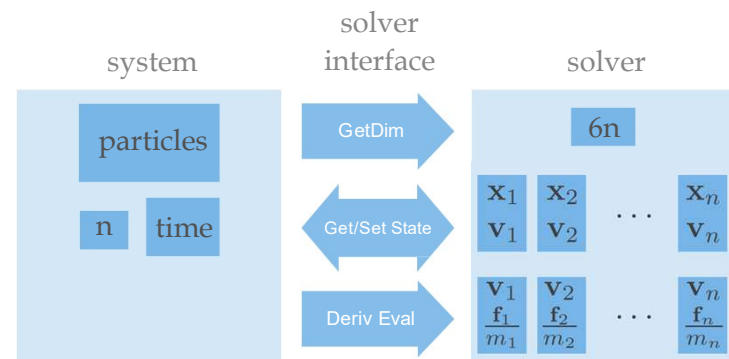 system
solver
interface
solver
particles
n
time
GetDim
Get/Set State
Deriv Eval
6n
x1 x2 ... xn
v1 v2 vn
v1 v2 ... vn
f1 f2 fn
m1 m2 mn